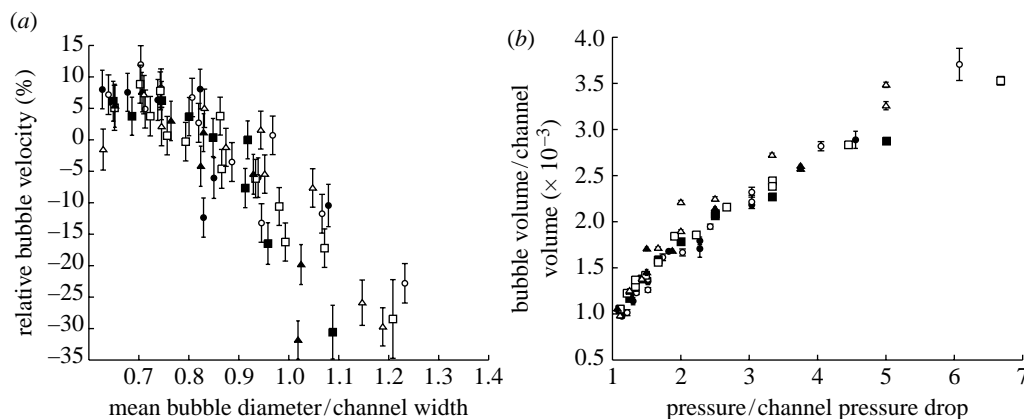 (a)
15
10
5
0
−5
−10
−15
−20
−25
−30
−35
relative bubble velocity (%)
0.7 0.8 0.9 1.0 1.1 1.2 1.3 1.4
mean bubble diameter/channel width
(b)
4.0
3.5
3.0
2.5
2.0
1.5
1.0
bubble volume/channel
volume (× 10⁻³)
1 2 3 4 5 6 7
pressure/channel pressure drop